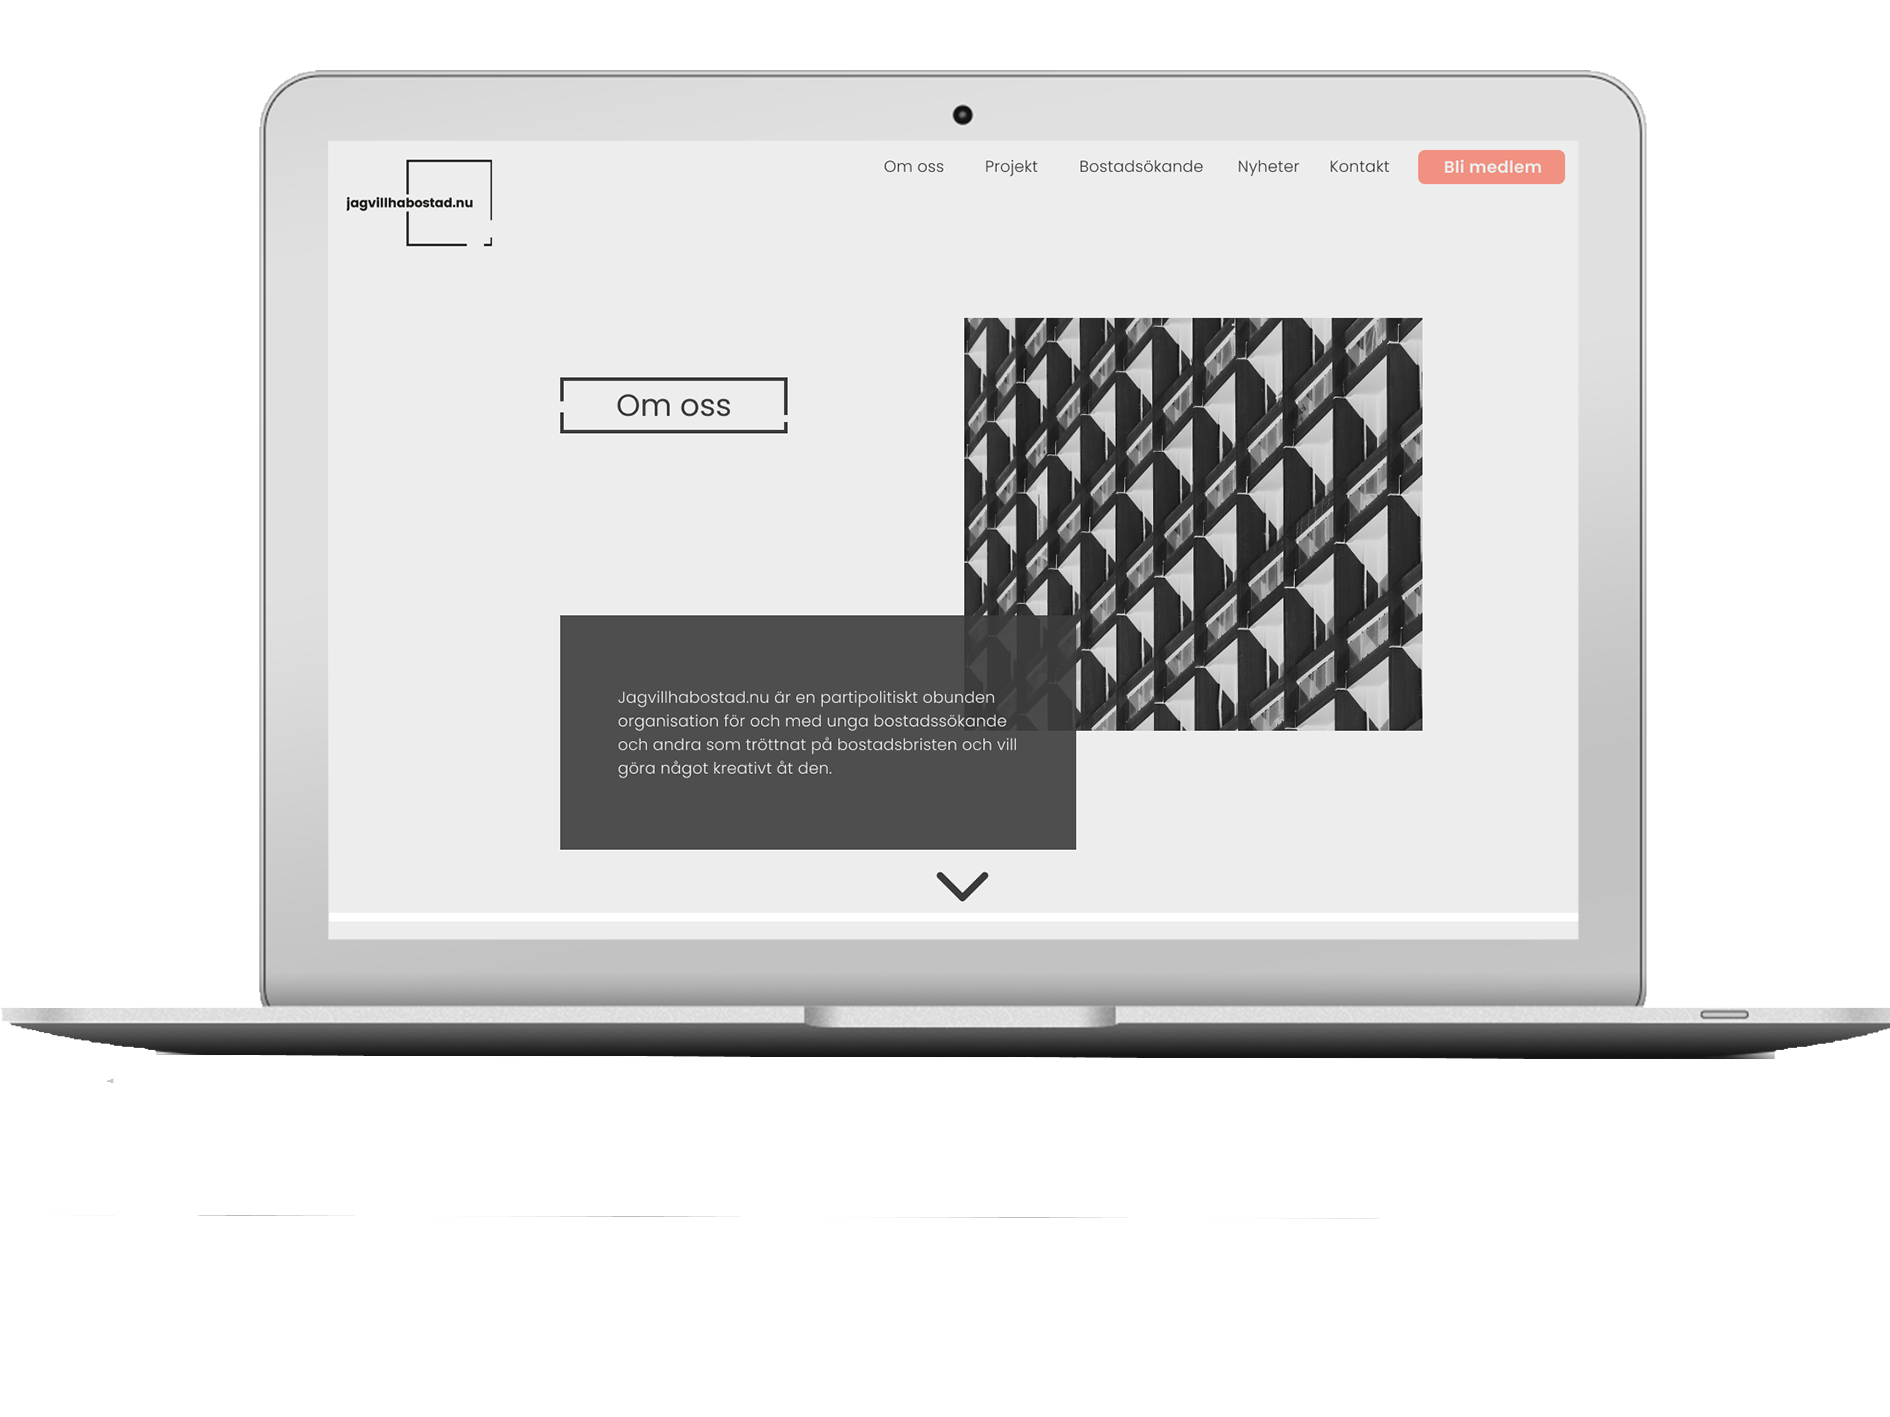 jagvillhabostad.nu
Om oss
Projekt
Bostadsökande
Nyheter
Kontakt
Bli medlem
Om oss
Jagvillhabostad.nu är en partipolitiskt obunden
organisation för och med unga bostadssökande
och andra som tröttnat på bostadsbristen och vill
göra något kreativt åt den.